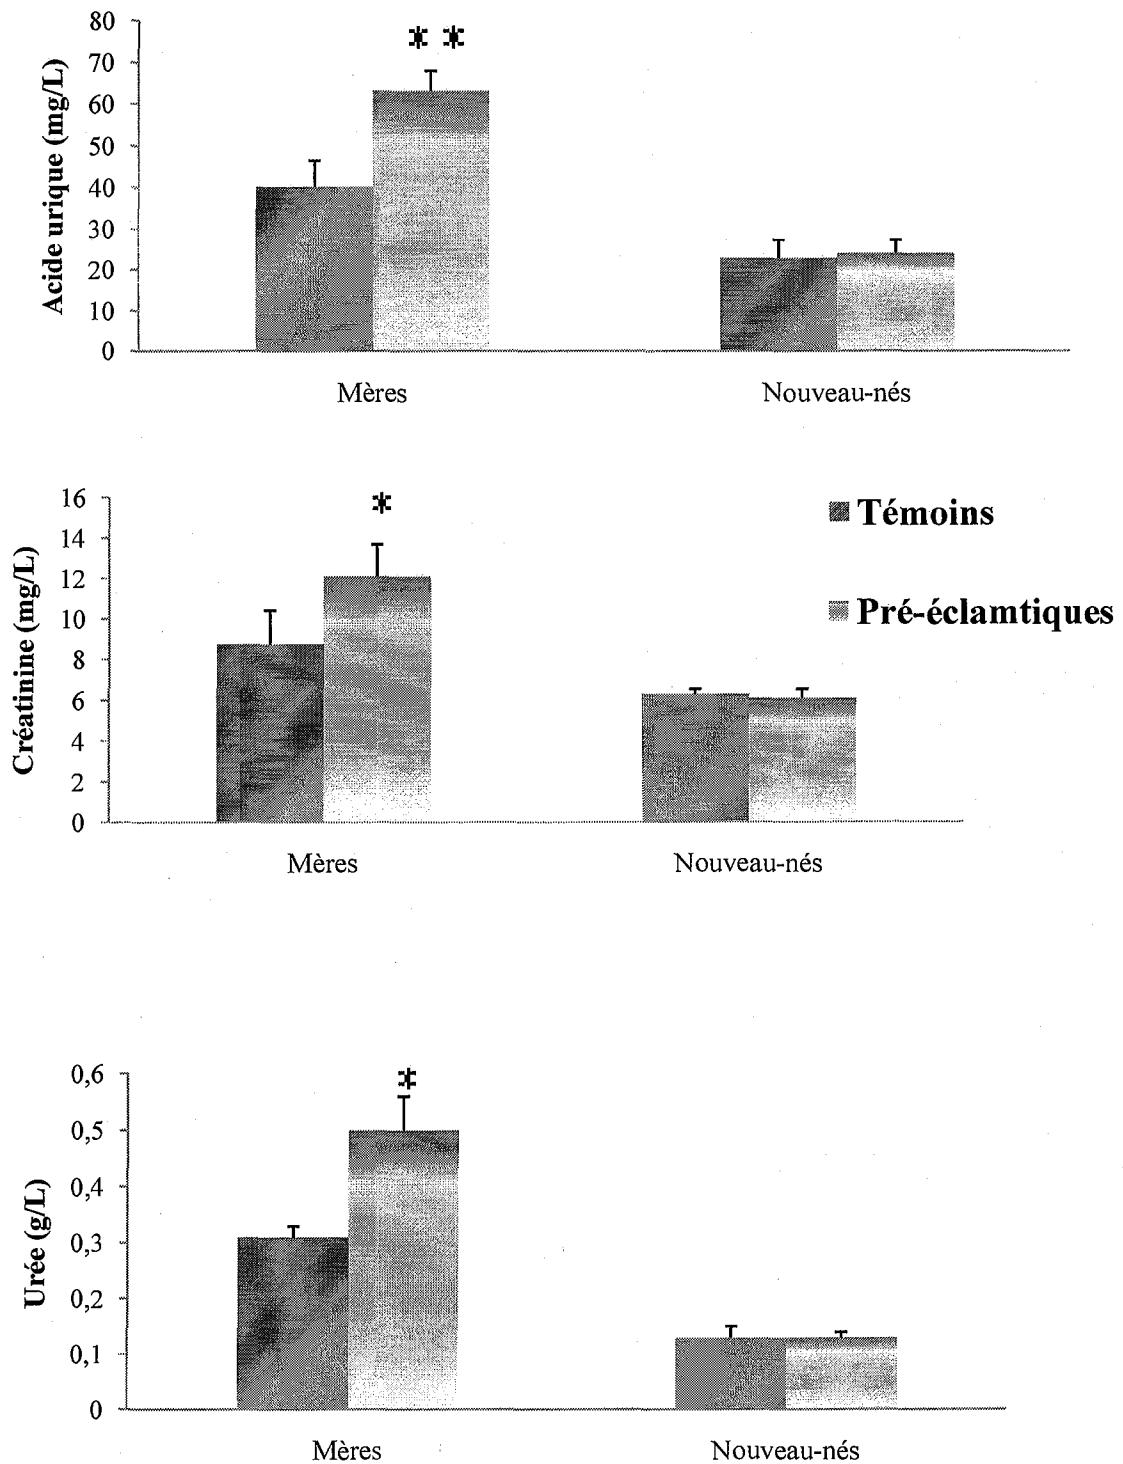 Acide urique (mg/L)
80
70
60
50
40
30
20
10
0
* *
Mères
Nouveau-nés
Créatinine (mg/L)
16
14
12
10
8
6
4
2
0
*
Mères
Nouveau-nés
Témoins
Pré-éclamtiques
Urée (g/L)
0,6
0,5
0,4
0,3
0,2
0,1
0
*
Mères
Nouveau-nés